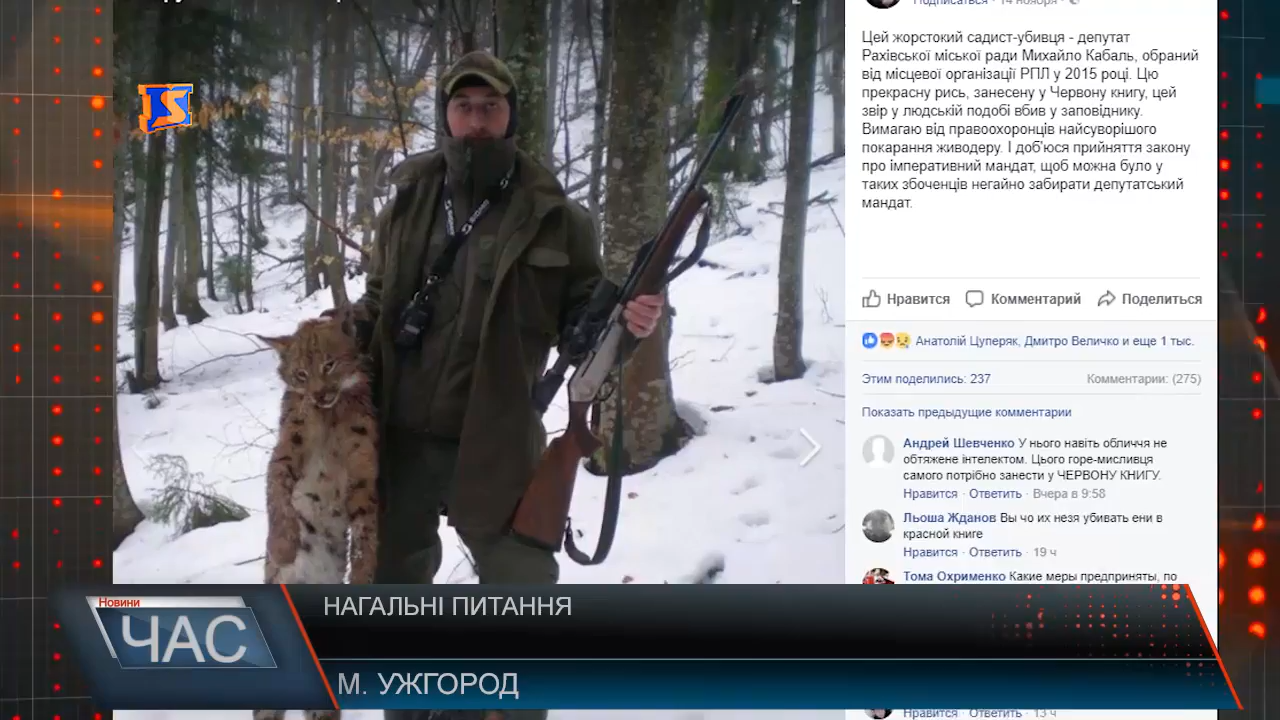 Подписаться · 14 ноября ·
Цей жорстокий садист-убивця - депутат
Рахівської міської ради Михайло Кабаль, обраний
від місцевої організації РПЛ у 2015 році. Цю
прекрасну рись, занесену у Червону книгу, цей
звір у людській подобі вбив у заповіднику.
Вимагаю від правоохоронців найсуворішого
покарання живодеру. І доб'юся прийняття закону
про імперативний мандат, щоб можна було у
таких збоченців негайно забирати депутатський
мандат.
Нравится Комментарий Поделиться
Анатолій Цуперяк, Дмитро Величко и еще 1 тыс.
Этим поделились: 237 Комментарии: (275)
Показать предыдущие комментарии
Андрей Шевченко У нього навіть обличчя не
обтяжене інтелектом. Цього горе-мисливця
самого потрібно занести у ЧЕРВОНУ КНИГУ.
Нравится · Ответить · Вчера в 9:58
Льоша Жданов Вы чо их незя убивать ени в
красной книге
Нравится · Ответить · 19 ч
Тома Охрименко Какие меры предприняты, по
Новини
ЧАС
НАГАЛЬНІ ПИТАННЯ
М. УЖГОРОД
Нравится · Ответить · 13 ч